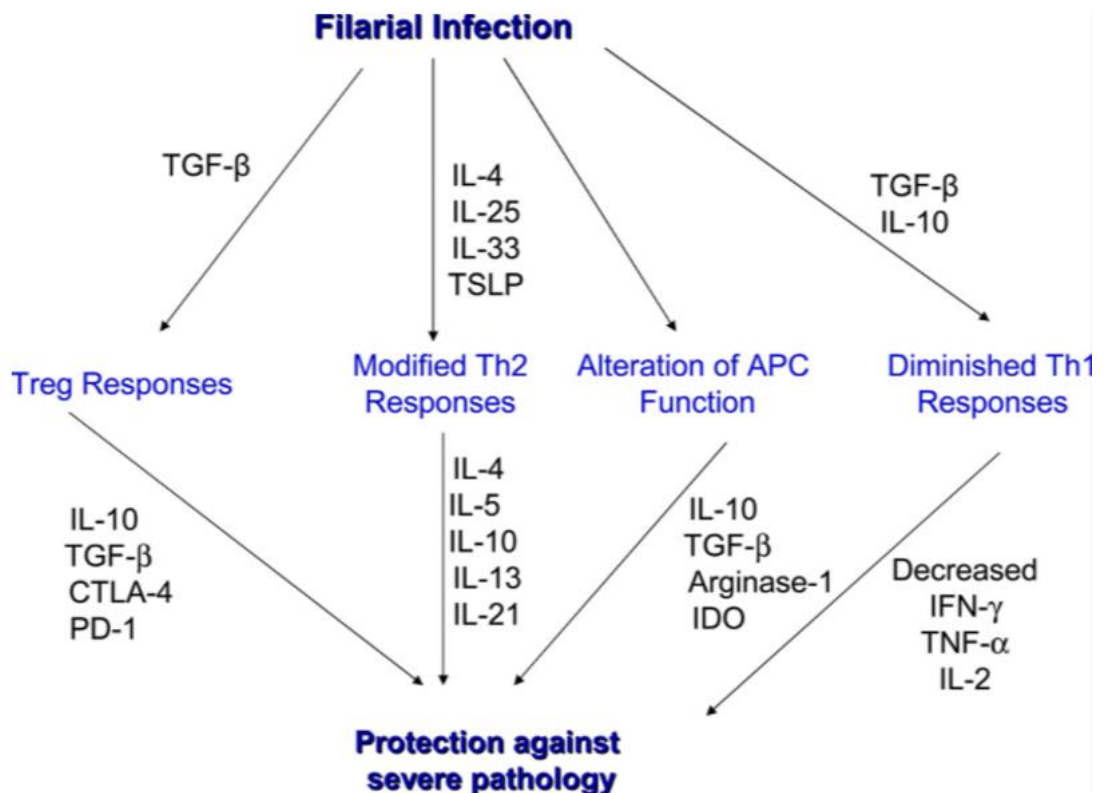 Filarial Infection
TGF-β
IL-4
IL-25
IL-33
TSLP
TGF-β
IL-10
Treg Responses
Modified Th2
Responses
Alteration of APC
Function
Diminished Th1
Responses
IL-10
TGF-β
CTLA-4
PD-1
IL-4
IL-5
IL-10
IL-13
IL-21
IL-10
TGF-β
Arginase-1
IDO
Decreased
IFN-γ
TNF-α
IL-2
Protection against
severe pathology